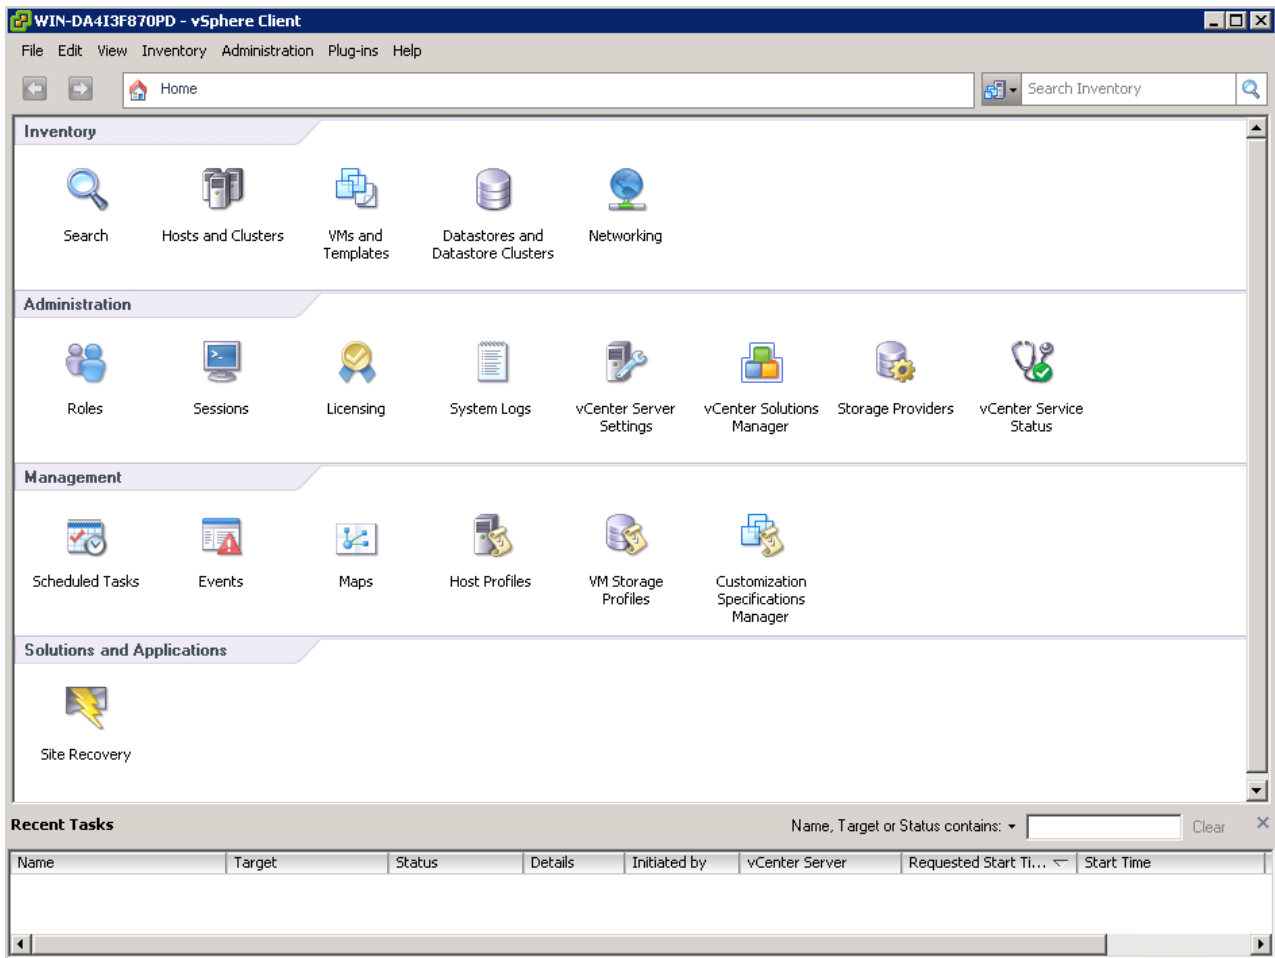 WIN-DA4I3F870PD - vSphere Client
File Edit View Inventory Administration Plug-ins Help
Home
Search Inventory
Inventory
Search
Hosts and Clusters
VMs and
Templates
Datastores and
Datastore Clusters
Networking
Administration
Roles
Sessions
Licensing
System Logs
vCenter Server
Settings
vCenter Solutions
Manager
Storage Providers
vCenter Service
Status
Management
Scheduled Tasks
Events
Maps
Host Profiles
VM Storage
Profiles
Customization
Specifications
Manager
Solutions and Applications
Site Recovery
Recent Tasks
Name, Target or Status contains:
Clear
Name Target Status Details Initiated by vCenter Server Requested Start Ti... Start Time